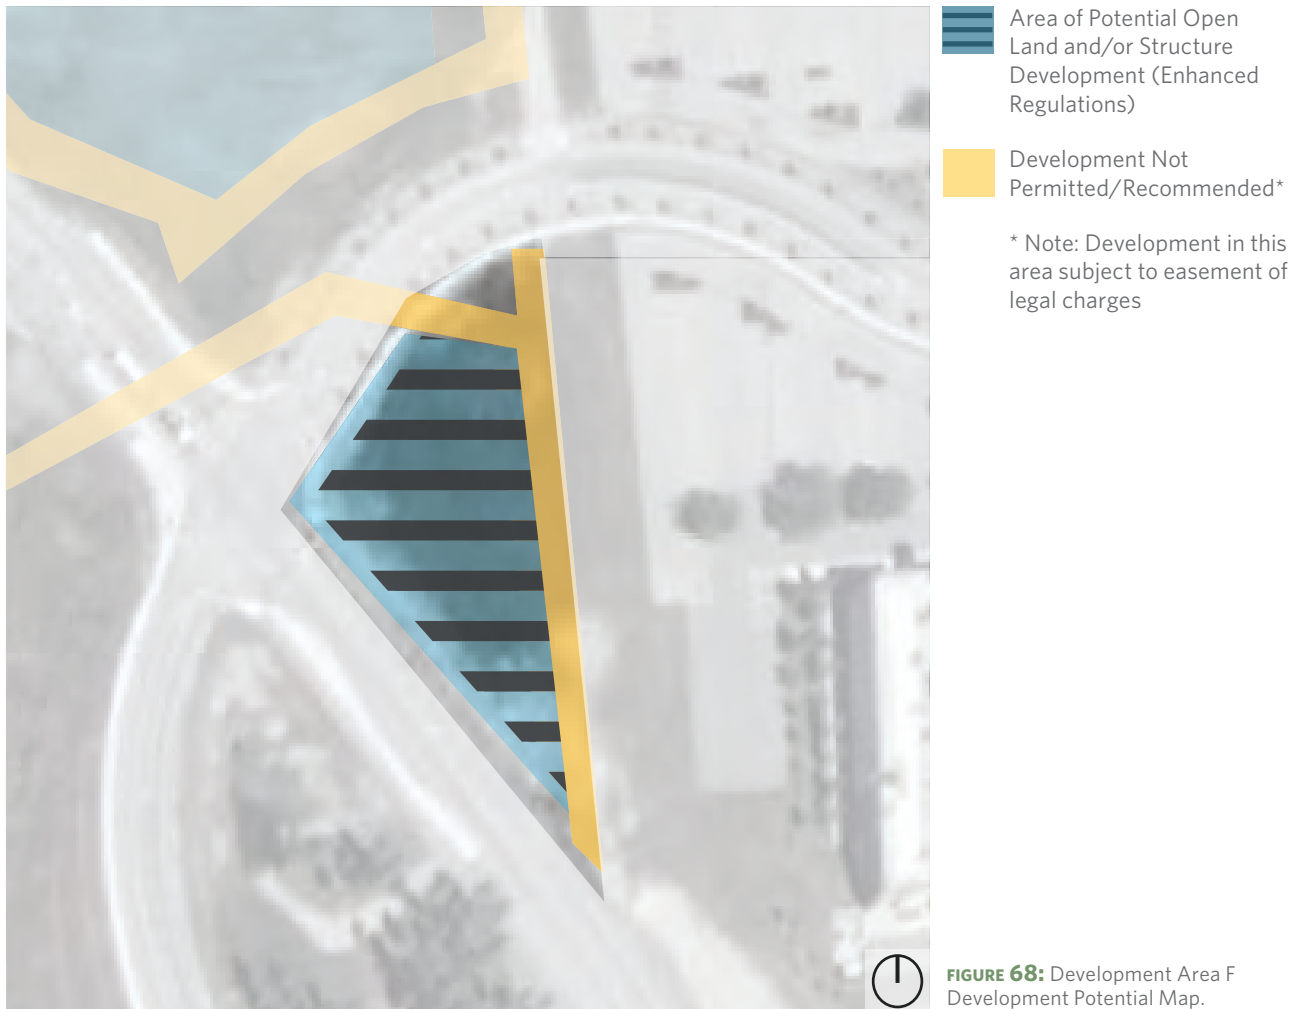 Area of Potential Open
Land and/or Structure
Development (Enhanced
Regulations)
Development Not
Permitted/Recommended*
* Note: Development in this
area subject to easement of
legal charges
FIGURE 68: Development Area F
Development Potential Map.